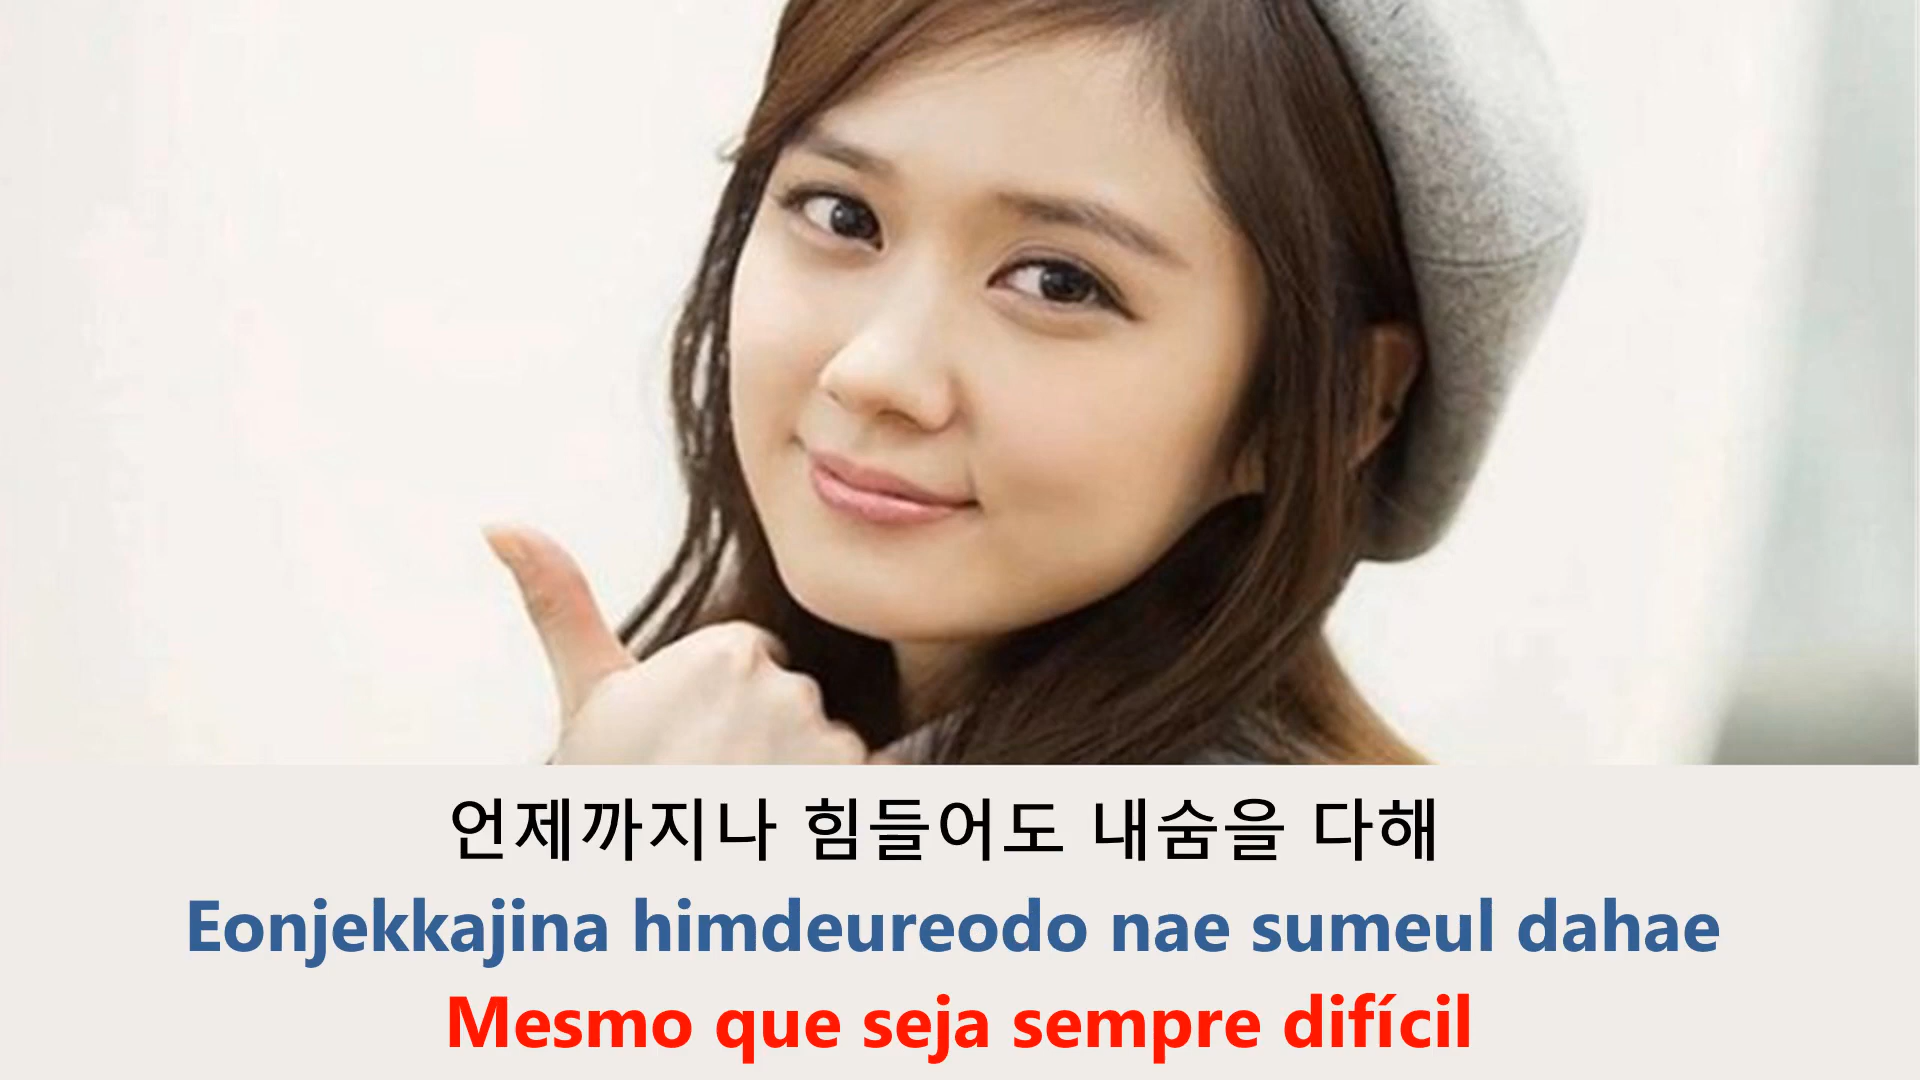 언제까지나 힘들어도 내숨을 다해
Eonjekkajina himdeureodo nae sumeul dahae
Mesmo que seja sempre difícil